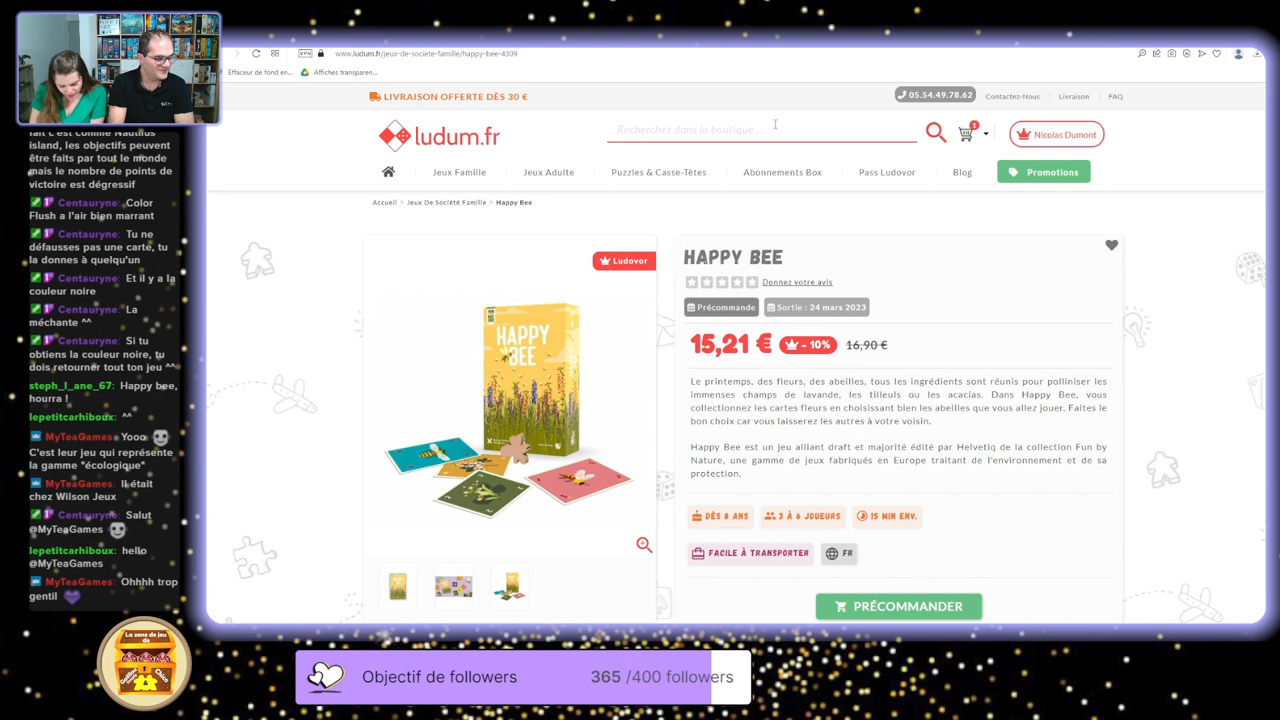 www.ludum.fr/jeux-de-societe-famille/happy-bee-4309
VPN
Effaceur de fond en...
Affiches transparen...
LIVRAISON OFFERTE DÈS 30 €
05.54.49.78.62
Contactez-Nous
Livraison
FAQ
ludum.fr
Recherchez dans la boutique ...
1
Nicolas Dumont
Jeux Famille
Jeux Adulte
Puzzles & Casse-Têtes
Abonnements Box
Pass Ludovor
Blog
Promotions
Accueil > Jeux De Société Famille > Happy Bee
Ludovor
HAPPY
BEE
HAPPY BEE
Donnez votre avis
Précommande
Sortie : 24 mars 2023
15,21 €
- 10%
16,90 €
Le printemps, des fleurs, des abeilles, tous les ingrédients sont réunis pour polliniser les
immenses champs de lavande, les tilleuls ou les acacias. Dans Happy Bee, vous
collectionnez les cartes fleurs en choisissant bien les abeilles que vous allez jouer. Faites le
bon choix car vous laisserez les autres à votre voisin.
Happy Bee est un jeu alliant draft et majorité édité par Helvetiq de la collection Fun by
Nature, une gamme de jeux fabriqués en Europe traitant de l'environnement et de sa
protection.
DÈS 8 ANS
3 À 6 JOUEURS
15 MIN ENV.
FACILE À TRANSPORTER
FR
PRÉCOMMANDER
fait c'est comme Nautilus
island, les objectifs peuvent
être faits par tout le monde
mais le nombre de points de
victoire est dégressif
Centauryne: Color
Flush a l'air bien marrant
Centauryne: Tu ne
défausses pas une carte, tu
la donnes à quelqu'un
Centauryne: Et il y a la
couleur noire
Centauryne: La
méchante ^^
Centauryne: Si tu
obtiens la couleur noire, tu
dois retourner tout ton jeu ^^
steph_l_ane_67: Happy bee,
hourra !
lepetitcarhiboux: ^^
MyTeaGames: Yooo
C'est leur jeu qui représente
la gamme "écologique"
MyTeaGames: Il était
chez Wilson Jeux
Centauryne: Salut
@MyTeaGames
lepetitcarhiboux: hello
@MyTeaGames
MyTeaGames: Ohhhh trop
gentil
La zone de jeu
de
Chico
Objectif de followers
365 /400 followers